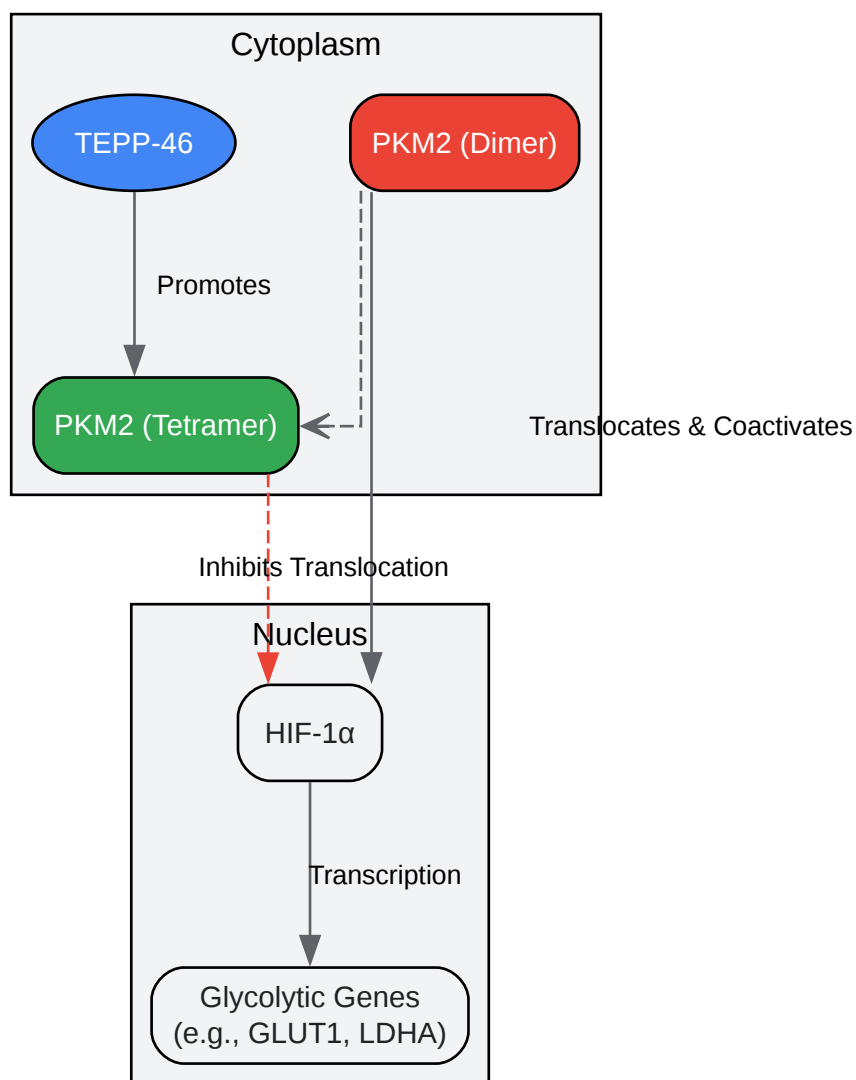 Cytoplasm
TEPP-46
PKM2 (Dimer)
Promotes
PKM2 (Tetramer)
Translocates & Coactivates
Inhibits Translocation
Nucleus
HIF-1α
Transcription
Glycolytic Genes
(e.g., GLUT1, LDHA)